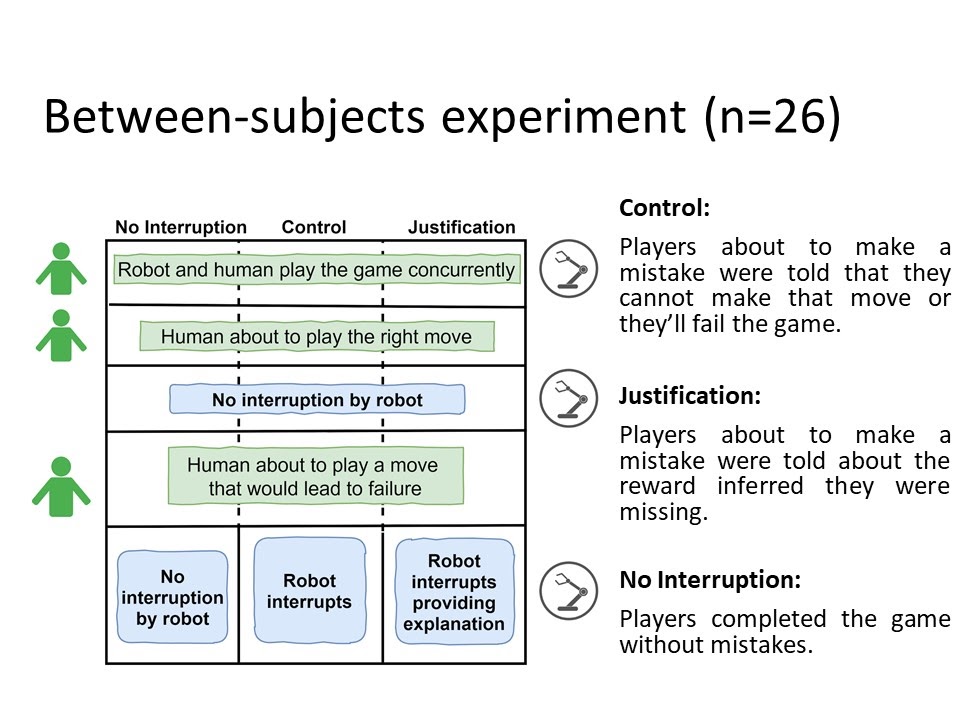 Between-subjects experiment (n=26)
No Interruption Control Justification
Robot and human play the game concurrently
Human about to play the right move
No interruption by robot
Human about to play a move
that would lead to failure
No
interruption
by robot
Robot
interrupts
Robot
interrupts
providing
explanation
Control:
Players about to make a
mistake were told that they
cannot make that move or
they’ll fail the game.
Justification:
Players about to make a
mistake were told about the
reward inferred they were
missing.
No Interruption:
Players completed the game
without mistakes.